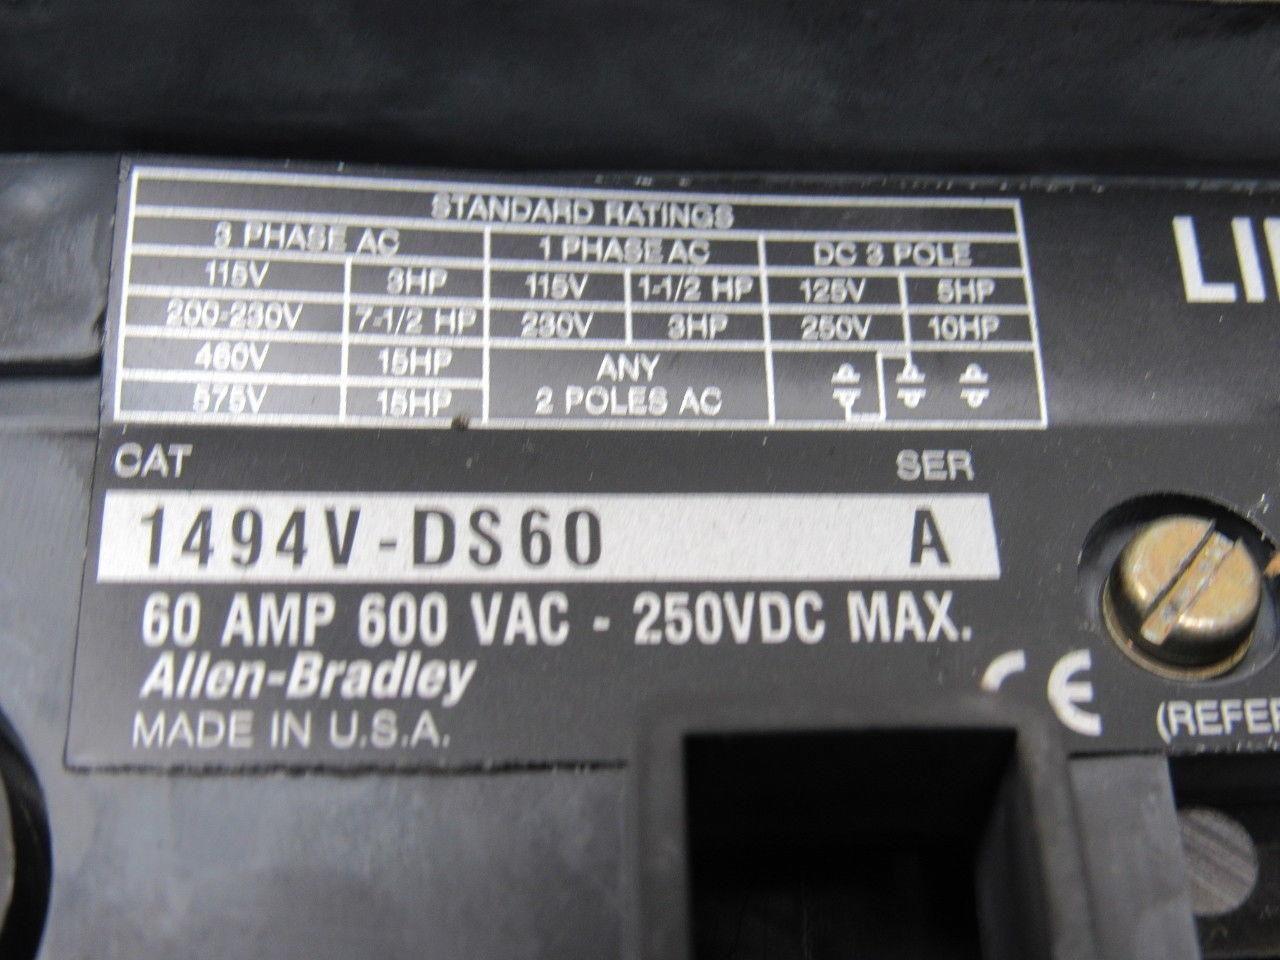 STANDARD RATINGS
3 PHASE AC 1 PHASE AC DC 3 POLE
115V 3HP 115V 1-1/2 HP 125V 5HP
200-230V 7-1/2 HP 230V 3HP 250V 10HP
460V 15HP ANY
575V 15HP 2 POLES AC
CAT SER
1494V-DS60 A
60 AMP 600 VAC - 250VDC MAX.
Allen-Bradley
MADE IN U.S.A.
CE